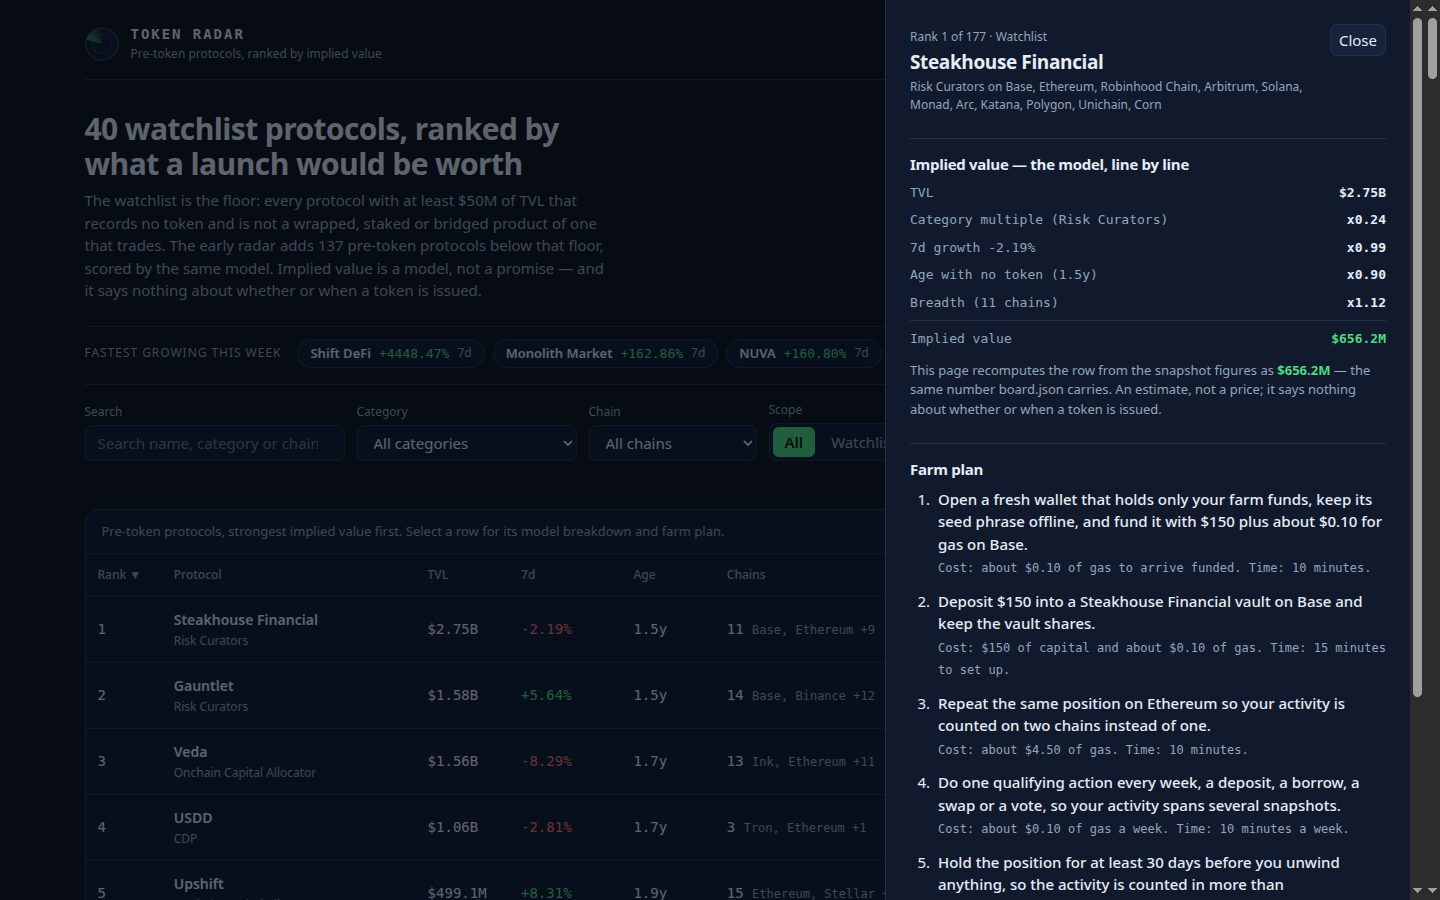 TOKEN RADAR
Pre-token protocols, ranked by implied value
40 watchlist protocols, ranked by
what a launch would be worth
The watchlist is the floor: every protocol with at least $50M of TVL that
records no token and is not a wrapped, staked or bridged product of one
that trades. The early radar adds 137 pre-token protocols below that floor,
scored by the same model. Implied value is a model, not a promise — and
it says nothing about whether or when a token is issued.
FASTEST GROWING THIS WEEK
Shift DeFi +4448.47% 7d
Monolith Market +162.86% 7d
NUVA +160.80% 7d
Search
Category
Chain
Scope
Search name, category or chain
All categories
All chains
All
Watchlis
Pre-token protocols, strongest implied value first. Select a row for its model breakdown and farm plan.
Rank ▼ Protocol TVL 7d Age Chains
1 Steakhouse Financial $2.75B -2.19% 1.5y 11 Base, Ethereum +9
Risk Curators
2 Gauntlet $1.58B +5.64% 1.5y 14 Base, Binance +12
Risk Curators
3 Veda $1.56B -8.29% 1.7y 13 Ink, Ethereum +11
Onchain Capital Allocator
4 USDD $1.06B -2.81% 1.7y 3 Tron, Ethereum +1
CDP
5 Upshift $499.1M +8.31% 1.9y 15 Ethereum, Stellar
Rank 1 of 177 · Watchlist
Close
Steakhouse Financial
Risk Curators on Base, Ethereum, Robinhood Chain, Arbitrum, Solana,
Monad, Arc, Katana, Polygon, Unichain, Corn
Implied value — the model, line by line
TVL $2.75B
Category multiple (Risk Curators) x0.24
7d growth -2.19% x0.99
Age with no token (1.5y) x0.90
Breadth (11 chains) x1.12
Implied value $656.2M
This page recomputes the row from the snapshot figures as $656.2M — the
same number board.json carries. An estimate, not a price; it says nothing
about whether or when a token is issued.
Farm plan
1. Open a fresh wallet that holds only your farm funds, keep its
seed phrase offline, and fund it with $150 plus about $0.10 for
gas on Base.
Cost: about $0.10 of gas to arrive funded. Time: 10 minutes.
2. Deposit $150 into a Steakhouse Financial vault on Base and
keep the vault shares.
Cost: $150 of capital and about $0.10 of gas. Time: 15 minutes
to set up.
3. Repeat the same position on Ethereum so your activity is
counted on two chains instead of one.
Cost: about $4.50 of gas. Time: 10 minutes.
4. Do one qualifying action every week, a deposit, a borrow, a
swap or a vote, so your activity spans several snapshots.
Cost: about $0.10 of gas a week. Time: 10 minutes a week.
5. Hold the position for at least 30 days before you unwind
anything, so the activity is counted in more than